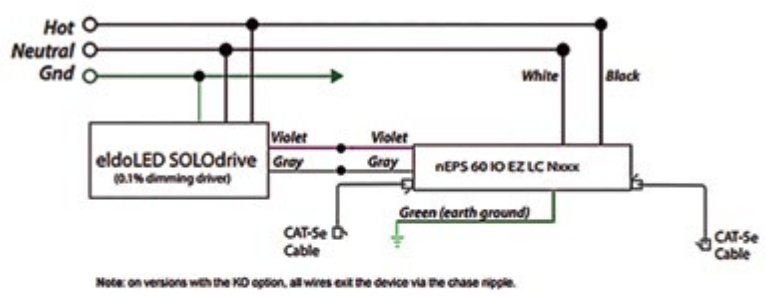 Hot
Neutral
Gnd
White
Black
eldoLED SOLOdrive
(0.1% dimming driver)
Violet
Violet
Gray
Gray
nEPS 60 IO EZ LC Nxxx
Green (earth ground)
CAT-5e
Cable
CAT-5e
Cable
Note: on versions with the KO option, all wires exit the device via the chase nipple.